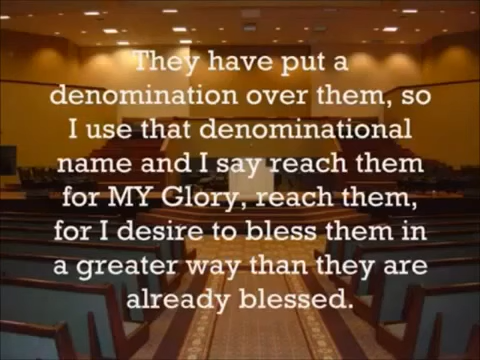 They have put a
denomination over them, so
I use that denominational
name and I say reach them
for MY Glory, reach them,
for I desire to bless them in
a greater way than they are
already blessed.